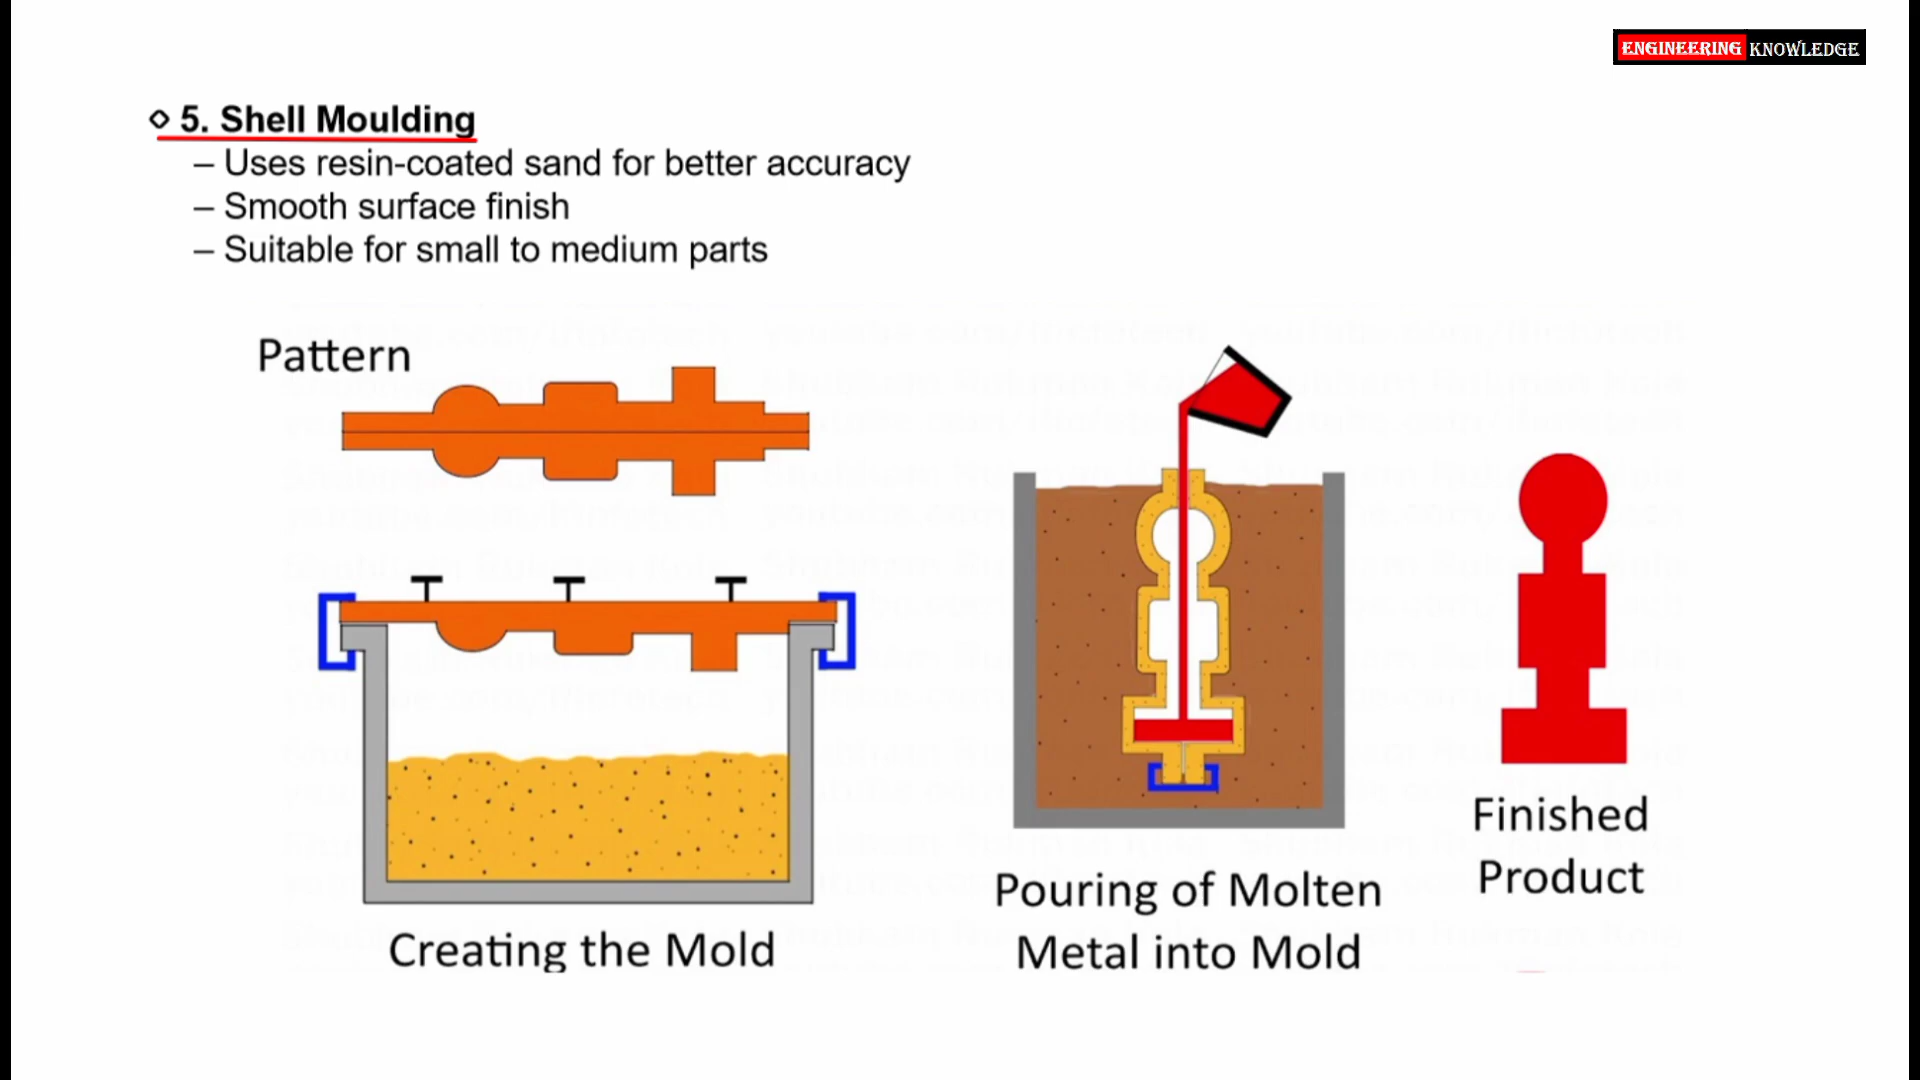 ENGINEERING KNOWLEDGE
5. Shell Moulding
– Uses resin-coated sand for better accuracy
– Smooth surface finish
– Suitable for small to medium parts
Pattern
Creating the Mold
Pouring of Molten
Metal into Mold
Finished
Product